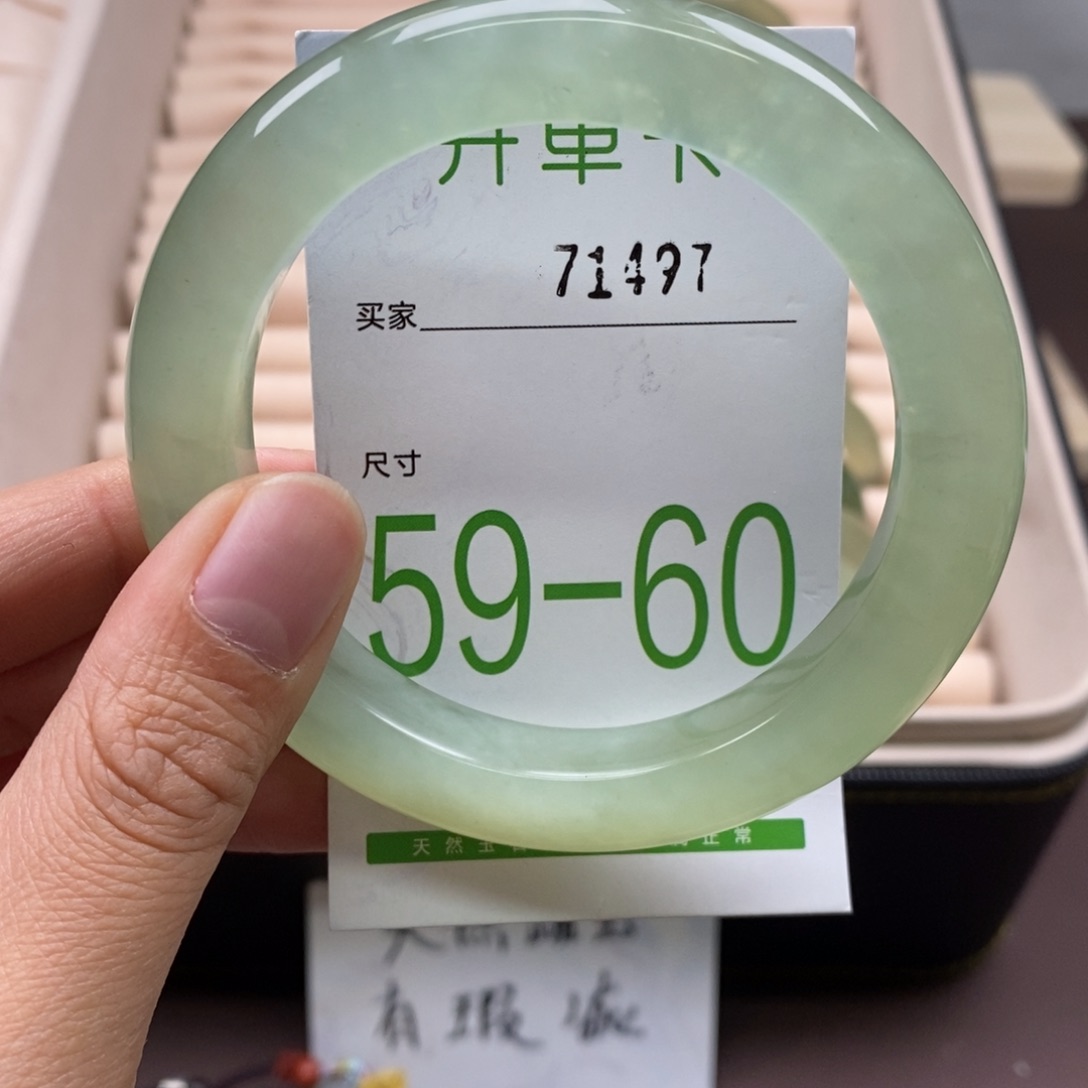 开单卡
71497
买家
尺寸
59-60
天然玉 正常
有瑕疵